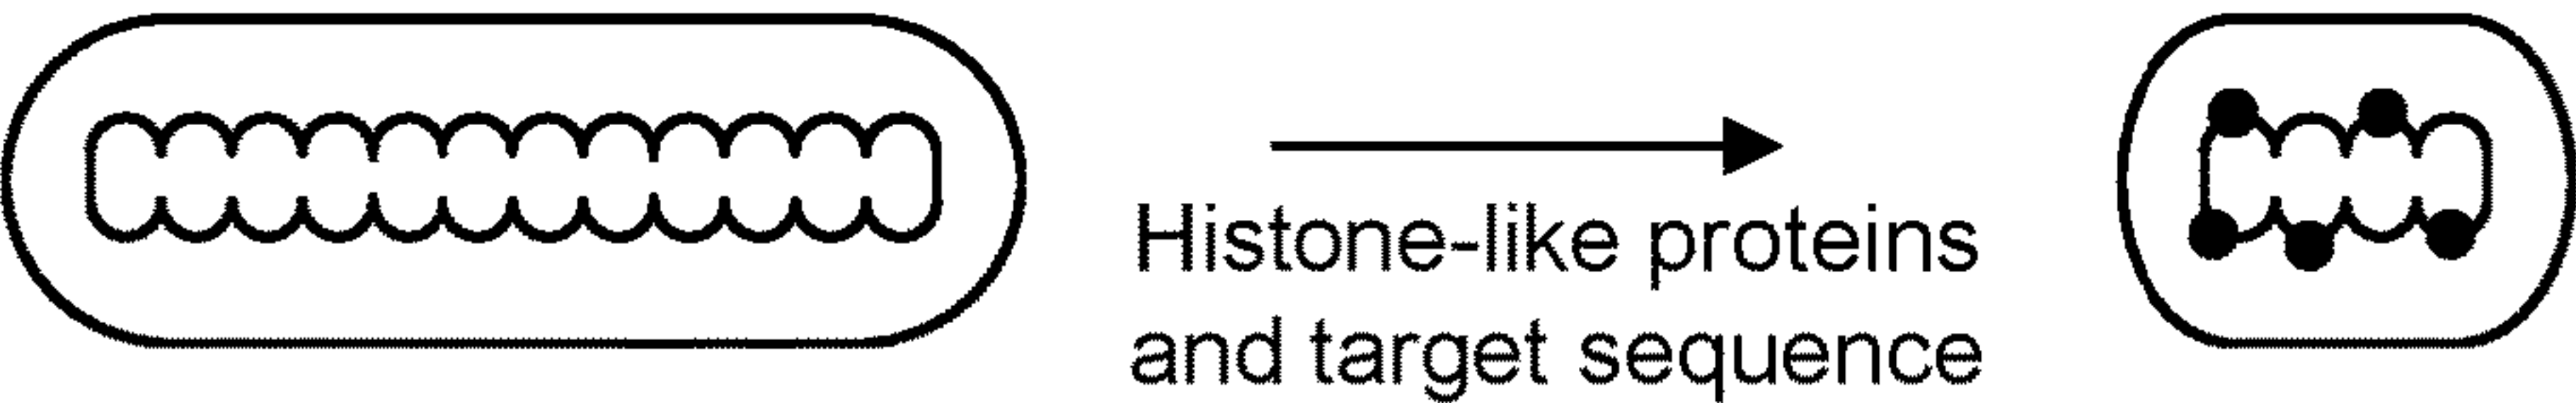 Histone-like proteins
and target sequence